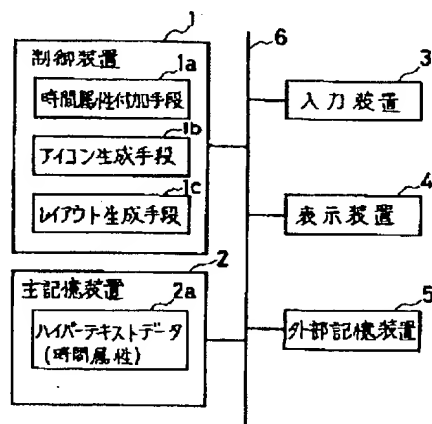 1
制御装置
1a
時間属性付加手段
1b
アイコン生成手段
1c
レイアウト生成手段
2
主記憶装置
2a
ハイパーテキストデータ
(時間属性)
6
3
入力装置
4
表示装置
5
外部記憶装置